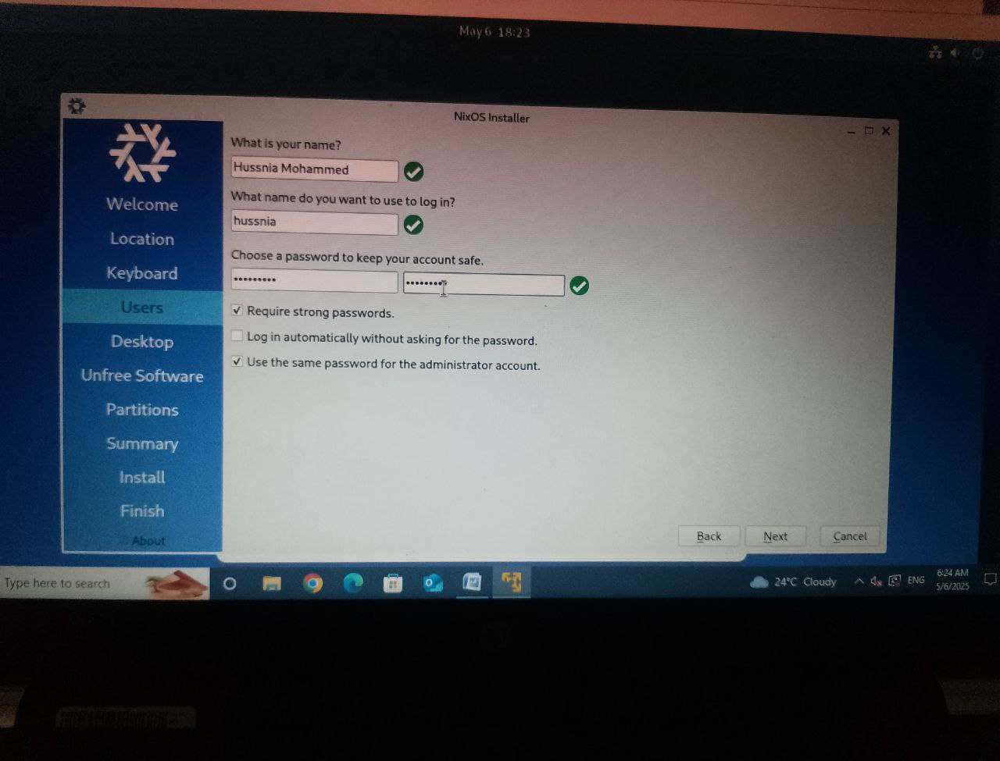 May 6 18:23
NixOS Installer
What is your name?
Hussnia Mohammed
What name do you want to use to log in?
hussnia
Choose a password to keep your account safe.
Require strong passwords.
Log in automatically without asking for the password.
Use the same password for the administrator account.
Welcome
Location
Keyboard
Users
Desktop
Unfree Software
Partitions
Summary
Install
Finish
About
Back Next Cancel
Type here to search
24°C Cloudy
ENG
6:24 AM
5/6/2025